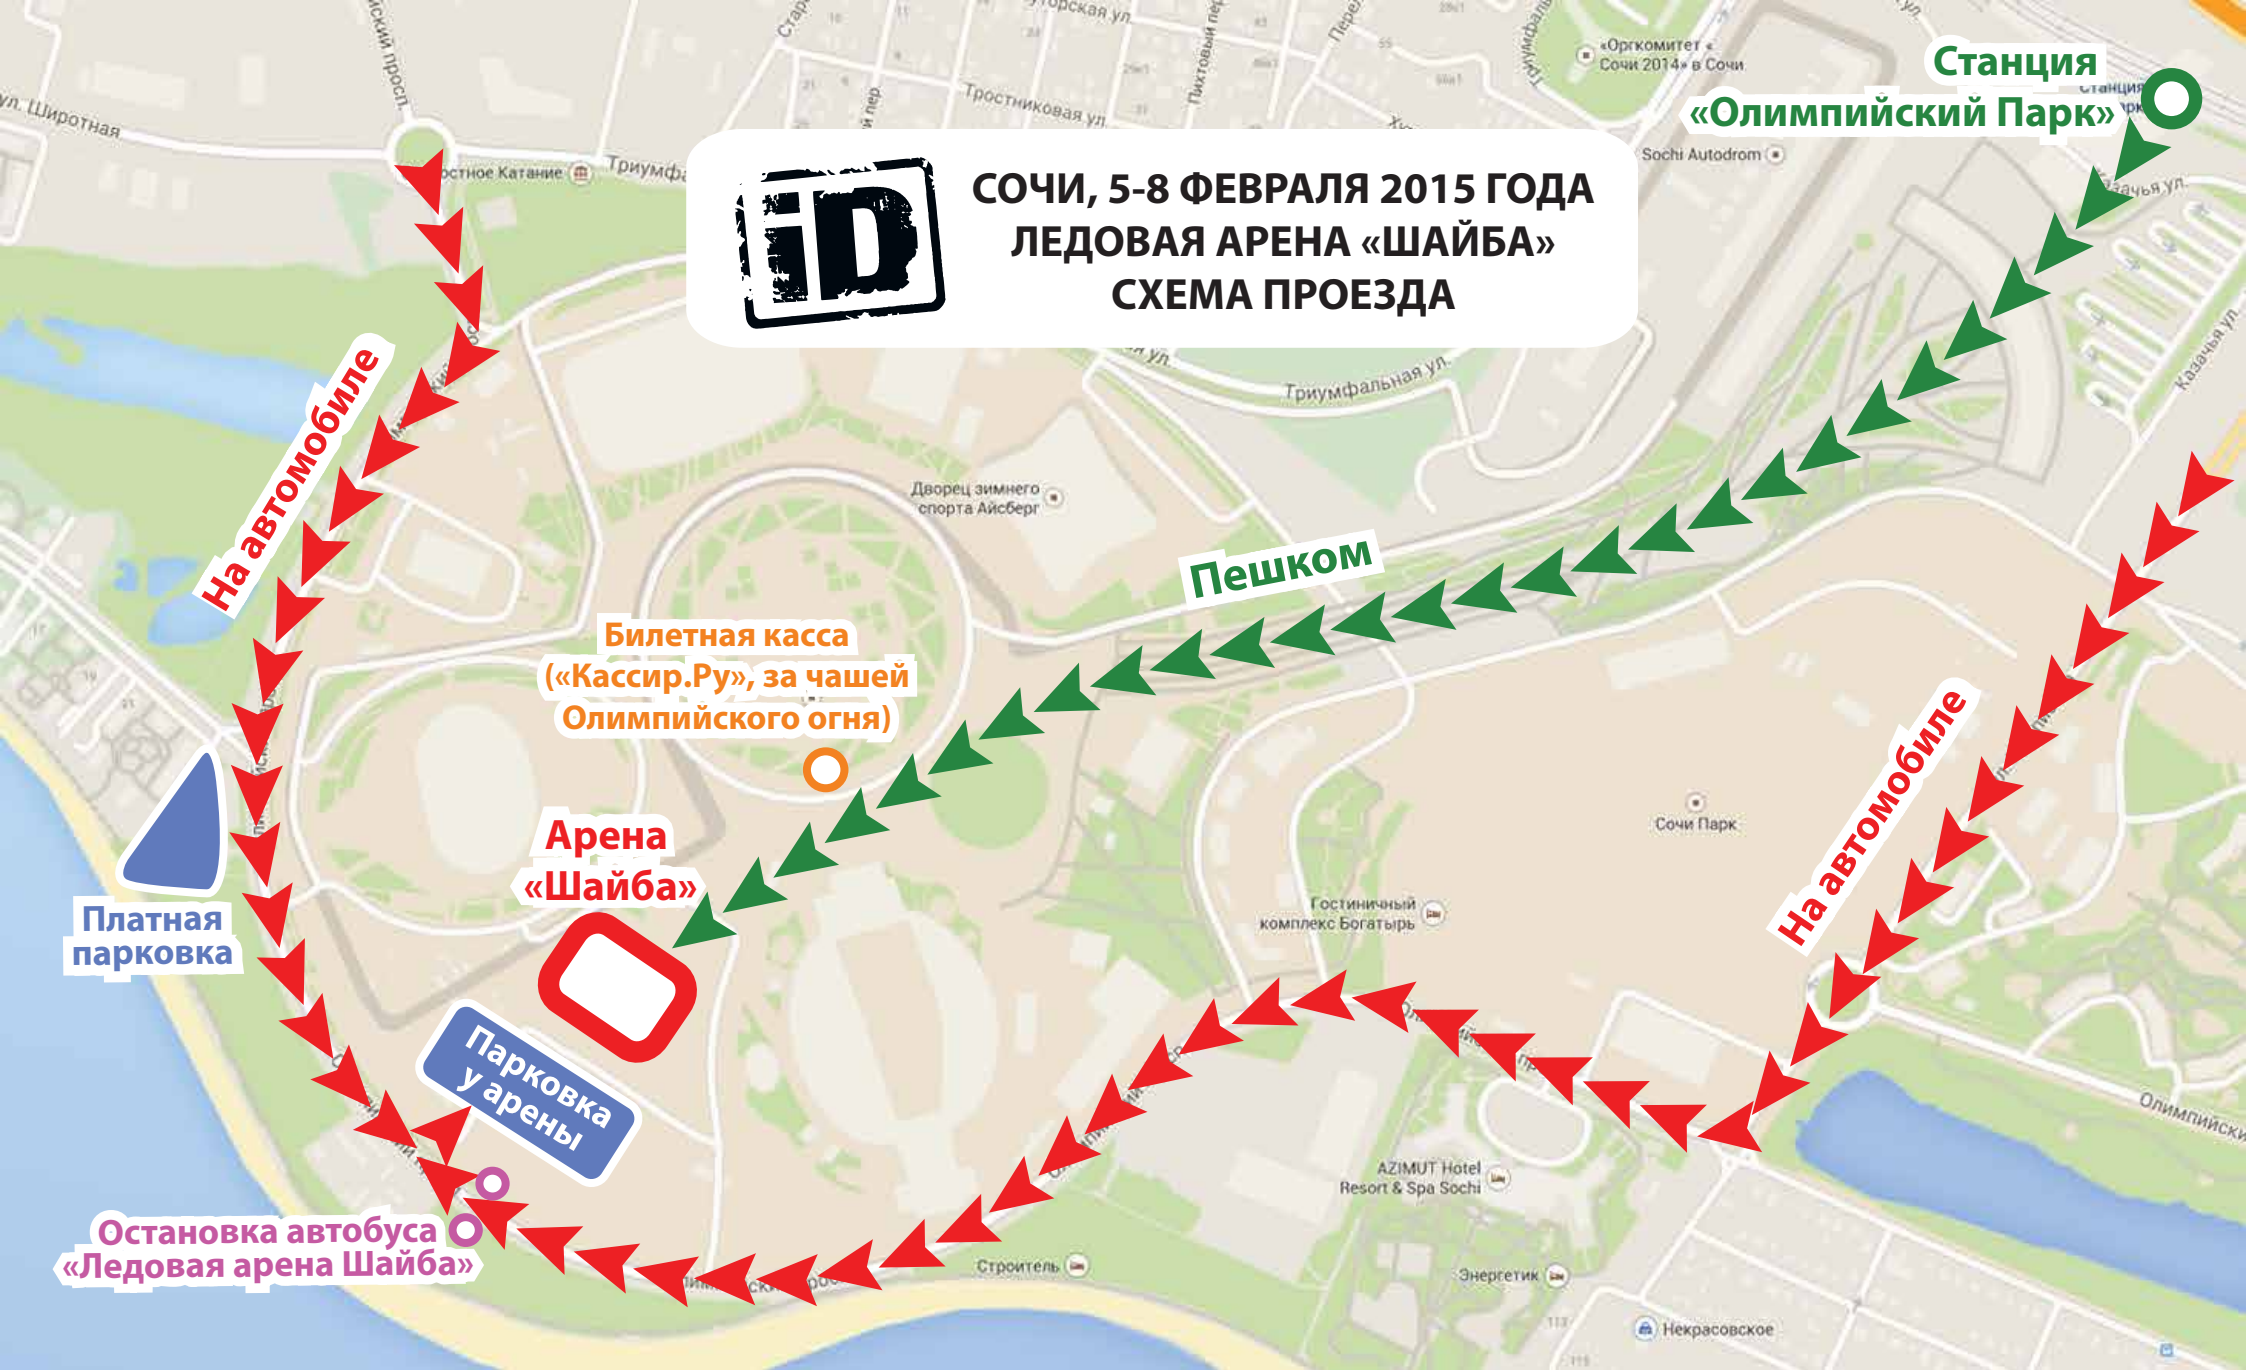 ул. Широтная
Тростниковая ул.
«Оргкомитет «
Сочи 2014» в Сочи
Станция
«Олимпийский Парк»
Sochi Autodrom
Казачья ул.
iD
СОЧИ, 5-8 ФЕВРАЛЯ 2015 ГОДА
ЛЕДОВАЯ АРЕНА «ШАЙБА»
СХЕМА ПРОЕЗДА
Триумфальная ул.
На автомобиле
Дворец зимнего
спорта Айсберг
Пешком
Билетная касса
(«Кассир.Ру», за чашей
Олимпийского огня)
На автомобиле
Сочи Парк
Арена
«Шайба»
Платная
парковка
Гостиничный
комплекс Богатырь
Парковка
у арены
AZIMUT Hotel
Resort & Spa Sochi
Остановка автобуса
«Ледовая арена Шайба»
Строитель
Энергетик
Некрасовское